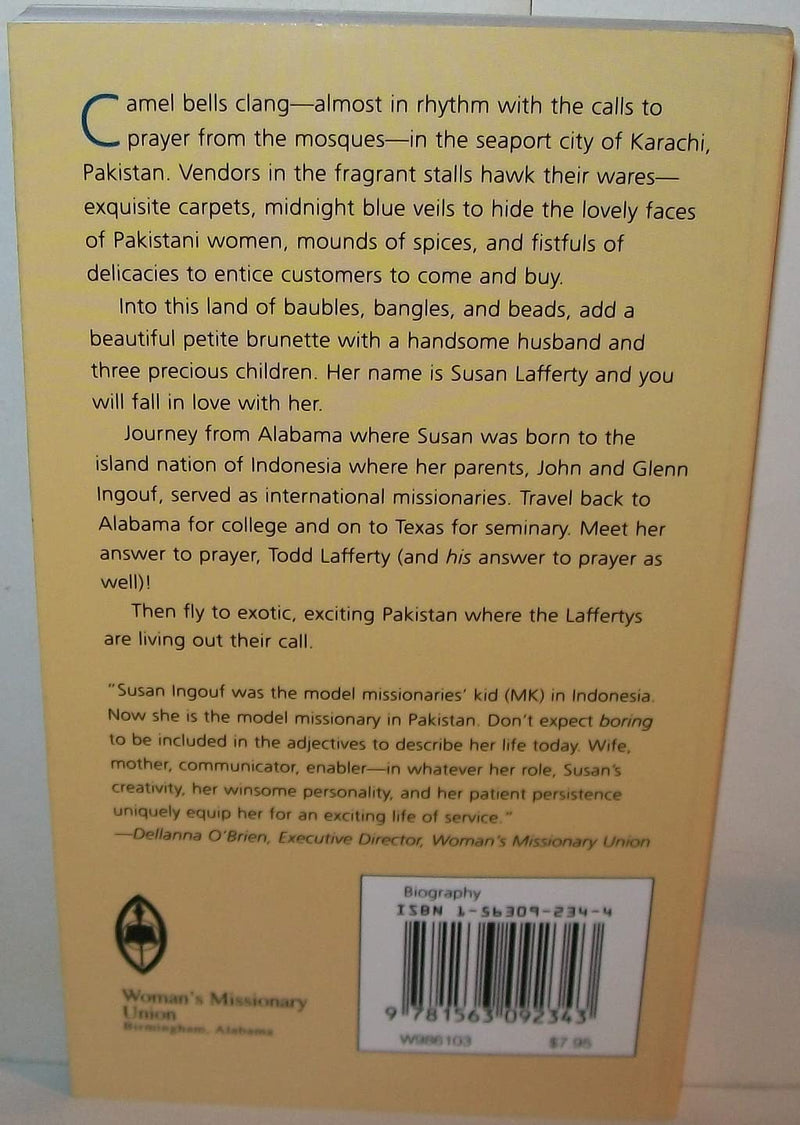 Camel bells clang—almost in rhythm with the calls to
prayer from the mosques—in the seaport city of Karachi,
Pakistan. Vendors in the fragrant stalls hawk their wares—
exquisite carpets, midnight blue veils to hide the lovely faces
of Pakistani women, mounds of spices, and fistfuls of
delicacies to entice customers to come and buy.
Into this land of baubles, bangles, and beads, add a
beautiful petite brunette with a handsome husband and
three precious children. Her name is Susan Lafferty and you
will fall in love with her.
Journey from Alabama where Susan was born to the
island nation of Indonesia where her parents, John and Glenn
Ingouf, served as international missionaries. Travel back to
Alabama for college and on to Texas for seminary. Meet her
answer to prayer, Todd Lafferty (and his answer to prayer as
well)!
Then fly to exotic, exciting Pakistan where the Laffertys
are living out their call.
"Susan Ingouf was the model missionaries' kid (MK) in Indonesia.
Now she is the model missionary in Pakistan. Don't expect boring
to be included in the adjectives to describe her life today. Wife,
mother, communicator, enabler—in whatever her role, Susan's
creativity, her winsome personality, and her patient persistence
uniquely equip her for an exciting life of service."
—Dellanna O'Brien, Executive Director, Woman's Missionary Union
Woman's Missionary
Union
Birmingham, Alabama
Biography
ISBN 1-56309-234-4
9 781563 092343
W986103 $7.95